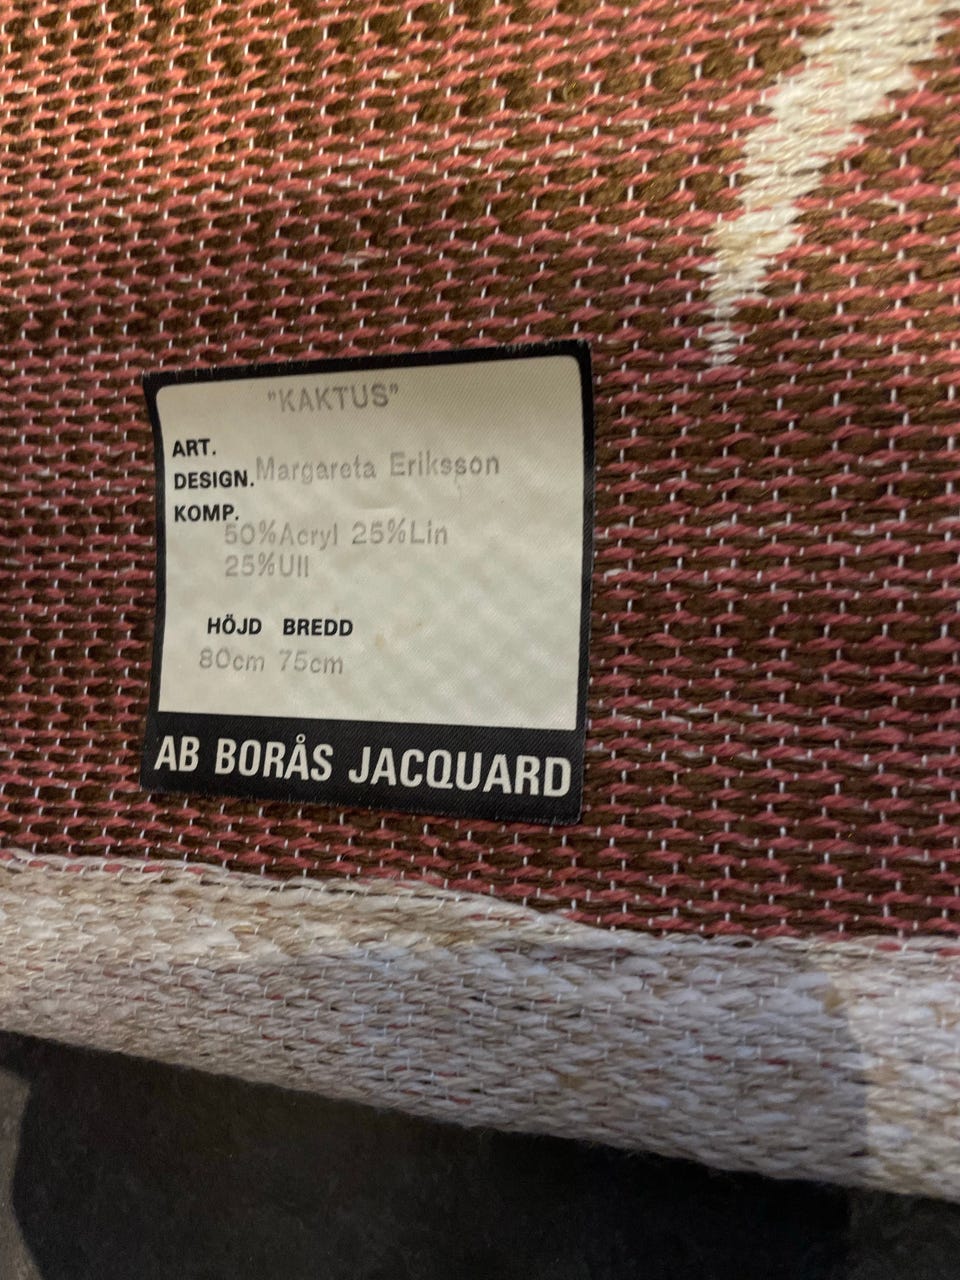 "KAKTUS"
ART.
DESIGN. Margareta Eriksson
KOMP.
50%Acryl 25%Lin
25%Ull
HÖJD BREDD
80cm 75cm
AB BORÅS JACQUARD